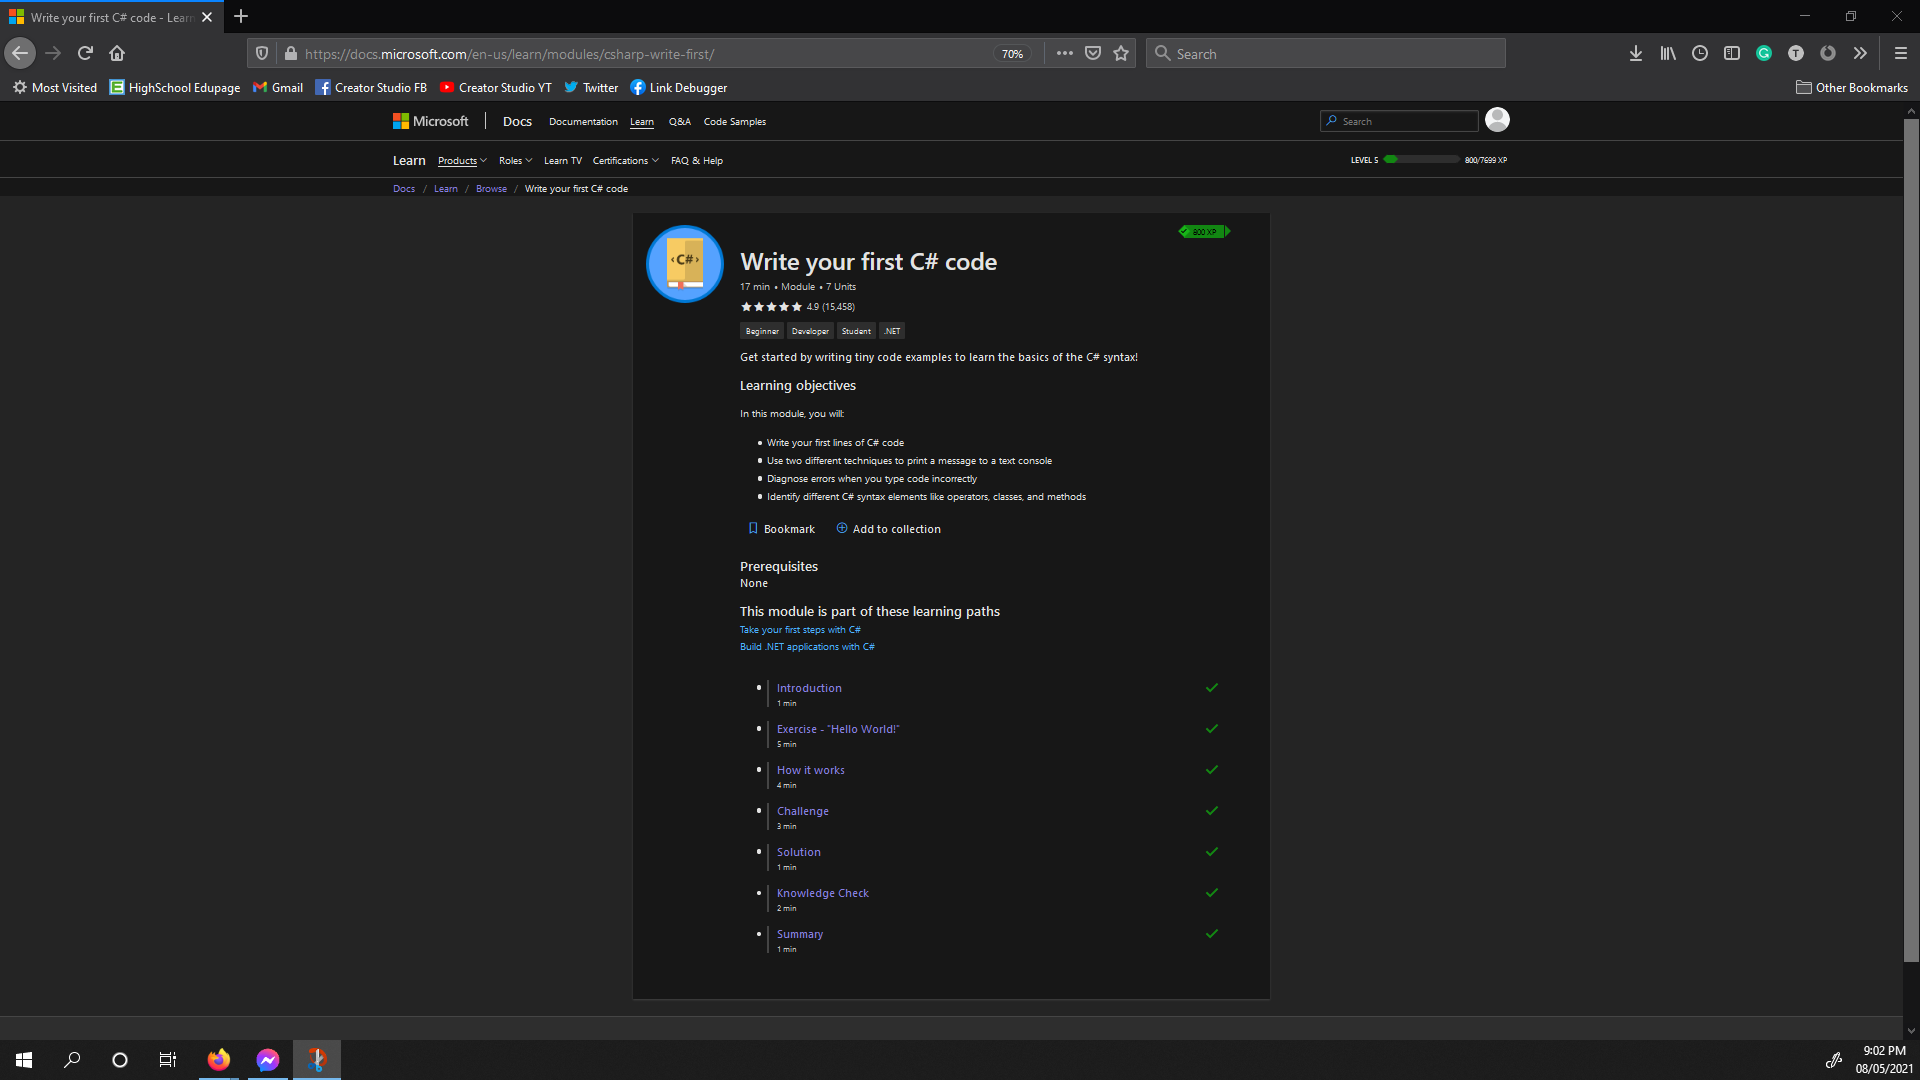 Write your first C# code - Learn
https://docs.microsoft.com/en-us/learn/modules/csharp-write-first/
70%
Search
Most Visited
HighSchool Edupage
Gmail
Creator Studio FB
Creator Studio YT
Twitter
Link Debugger
Other Bookmarks
Microsoft
Docs
Documentation
Learn
Q&A
Code Samples
Search
Learn
Products
Roles
Learn TV
Certifications
FAQ & Help
LEVEL 5
800/7699 XP
Docs / Learn / Browse / Write your first C# code
800 XP
<C#>
Write your first C# code
17 min • Module • 7 Units
4.9 (15,458)
Beginner
Developer
Student
.NET
Get started by writing tiny code examples to learn the basics of the C# syntax!
Learning objectives
In this module, you will:
• Write your first lines of C# code
• Use two different techniques to print a message to a text console
• Diagnose errors when you type code incorrectly
• Identify different C# syntax elements like operators, classes, and methods
Bookmark
Add to collection
Prerequisites
None
This module is part of these learning paths
Take your first steps with C#
Build .NET applications with C#
• Introduction
1 min
• Exercise - "Hello World!"
5 min
• How it works
4 min
• Challenge
3 min
• Solution
1 min
• Knowledge Check
2 min
• Summary
1 min
9:02 PM
08/05/2021